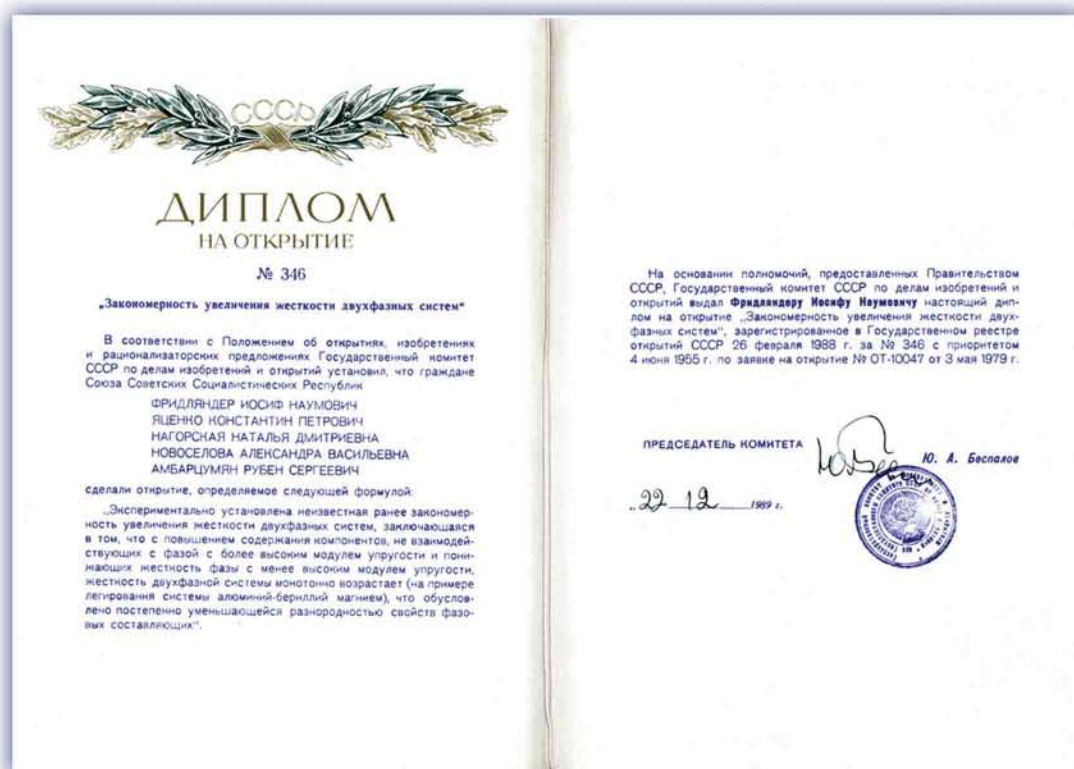 СССР
ДИПЛОМ
НА ОТКРЫТИЕ
№ 346
„Закономерность увеличения жесткости двухфазных систем“
В соответствии с Положением об открытиях, изобретениях
и рационализаторских предложениях Государственный комитет
СССР по делам изобретений и открытий установил, что граждане
Союза Советских Социалистических Республик
ФРИДЛЯНДЕР ИОСИФ НАУМОВИЧ
ЯЦЕНКО КОНСТАНТИН ПЕТРОВИЧ
НАГОРСКАЯ НАТАЛЬЯ ДМИТРИЕВНА
НОВОСЕЛОВА АЛЕКСАНДРА ВАСИЛЬЕВНА
АМБАРЦУМЯН РУБЕН СЕРГЕЕВИЧ
сделали открытие, определяемое следующей формулой:
„Экспериментально установлена неизвестная ранее закономер-
ность увеличения жесткости двухфазных систем, заключающаяся
в том, что с повышением содержания компонентов, не взаимодей-
ствующих с фазой с более высоким модулем упругости и пони-
жающих жесткость фазы с менее высоким модулем упругости,
жесткость двухфазной системы монотонно возрастает (на примере
легирования системы алюминий-бериллий магнием), что обуслов-
лено постепенно уменьшающейся разнородностью свойств фазо-
вых составляющих“.
На основании полномочий, предоставленных Правительством
СССР, Государственный комитет СССР по делам изобретений и
открытий выдал Фридляндеру Иосифу Наумовичу настоящий дип-
лом на открытие „Закономерность увеличения жесткости двух-
фазных систем“, зарегистрированное в Государственном реестре
открытий СССР 26 февраля 1988 г. за № 346 с приоритетом
4 июня 1955 г. по заявке на открытие № ОТ-10047 от 3 мая 1979 г.
ПРЕДСЕДАТЕЛЬ КОМИТЕТА
Ю. А. Беспалов
„22 12 1989 г.